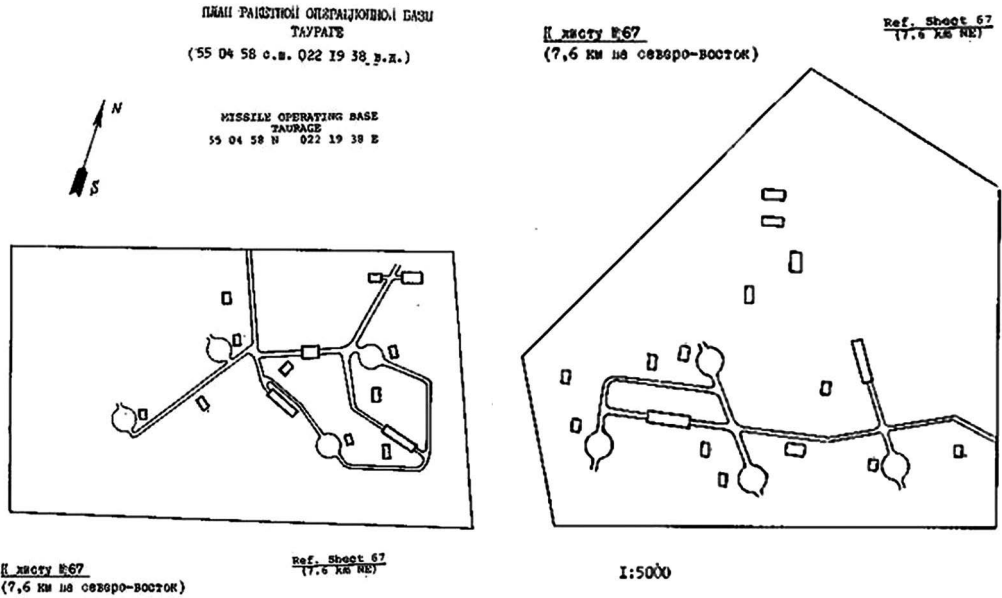 ПЛАН РАКЕТНОЙ ОПЕРАЦИОННОЙ БАЗЫ
ТАУРАГЕ
(55 04 58 с.ш. 022 19 38 в.д.)
MISSILE OPERATING BASE
TAURAGE
55 04 58 N 022 19 38 E
N
S
К листу №67
(7,6 км на северо-восток)
Ref. Sheet 67
(7.6 km NE)
К листу №67
(7,6 км на северо-восток)
Ref. Sheet 67
(7.6 km NE)
I:5000